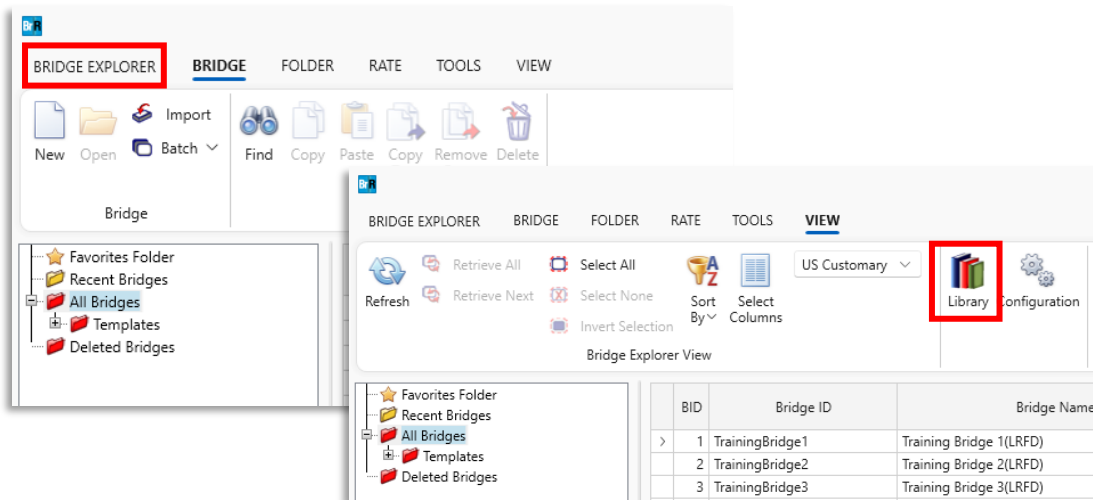 BrR
BRIDGE EXPLORER BRIDGE FOLDER RATE TOOLS VIEW
New Open Import Batch Find Copy Paste Copy Remove Delete
Bridge
Favorites Folder
Recent Bridges
All Bridges
Templates
Deleted Bridges
BrR
BRIDGE EXPLORER BRIDGE FOLDER RATE TOOLS VIEW
Refresh
Retrieve All
Retrieve Next
Select All
Select None
Invert Selection
Sort By
Select Columns
US Customary
Bridge Explorer View
Library
Configuration
Favorites Folder
Recent Bridges
All Bridges
Templates
Deleted Bridges
BID Bridge ID Bridge Name
1 TrainingBridge1 Training Bridge 1(LRFD)
2 TrainingBridge2 Training Bridge 2(LRFD)
3 TrainingBridge3 Training Bridge 3(LRFD)